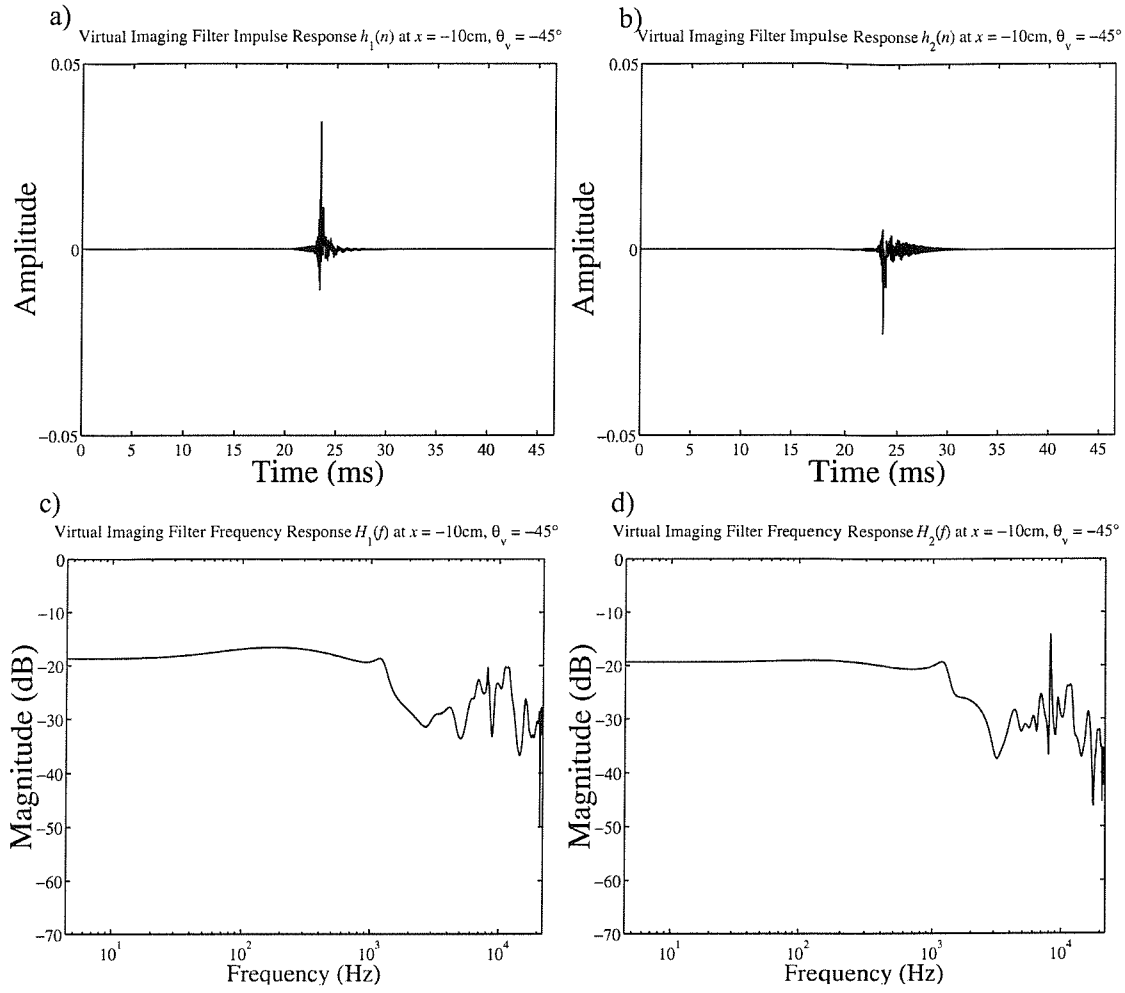 a)
Virtual Imaging Filter Impulse Response h₁(n) at x = −10cm, θᵥ = −45°
0.05
0
−0.05
Amplitude
0 5 10 15 20 25 30 35 40 45
Time (ms)
b)
Virtual Imaging Filter Impulse Response h₂(n) at x = −10cm, θᵥ = −45°
0.05
0
−0.05
Amplitude
0 5 10 15 20 25 30 35 40 45
Time (ms)
c)
Virtual Imaging Filter Frequency Response H₁(f) at x = −10cm, θᵥ = −45°
0
−10
−20
−30
−40
−50
−60
−70
Magnitude (dB)
10¹ 10² 10³ 10⁴
Frequency (Hz)
d)
Virtual Imaging Filter Frequency Response H₂(f) at x = −10cm, θᵥ = −45°
0
−10
−20
−30
−40
−50
−60
−70
Magnitude (dB)
10¹ 10² 10³ 10⁴
Frequency (Hz)